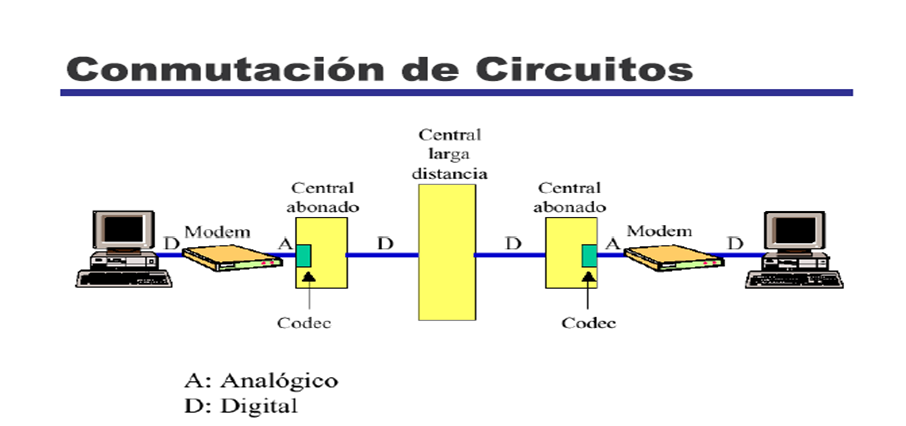 Conmutación de Circuitos
Central
larga
distancia
Central
abonado
Central
abonado
D
Modem
A
D
D
A
Modem
D
Codec
Codec
A: Analógico
D: Digital